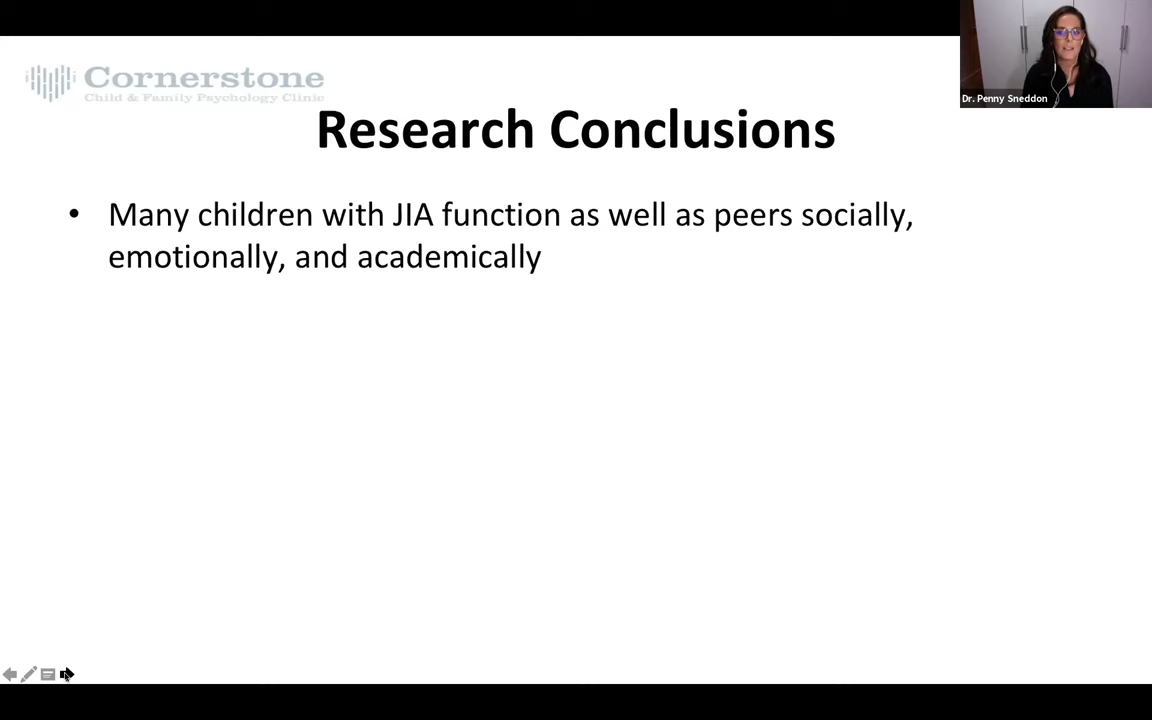 Cornerstone
Child & Family Psychology Clinic
Dr. Penny Sneddon
Research Conclusions
• Many children with JIA function as well as peers socially,
emotionally, and academically